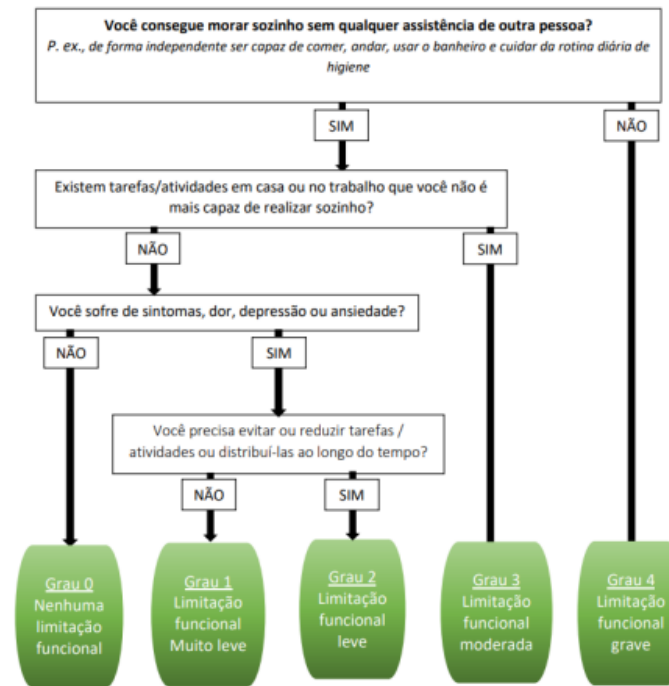 Você consegue morar sozinho sem qualquer assistência de outra pessoa?
P. ex., de forma independente ser capaz de comer, andar, usar o banheiro e cuidar da rotina diária de
higiene
SIM
NÃO
Existem tarefas/atividades em casa ou no trabalho que você não é
mais capaz de realizar sozinho?
NÃO
SIM
Você sofre de sintomas, dor, depressão ou ansiedade?
NÃO
SIM
Você precisa evitar ou reduzir tarefas /
atividades ou distribuí-las ao longo do tempo?
NÃO
SIM
Grau 0
Nenhuma
limitação
funcional
Grau 1
Limitação
funcional
Muito leve
Grau 2
Limitação
funcional
leve
Grau 3
Limitação
funcional
moderada
Grau 4
Limitação
funcional
grave